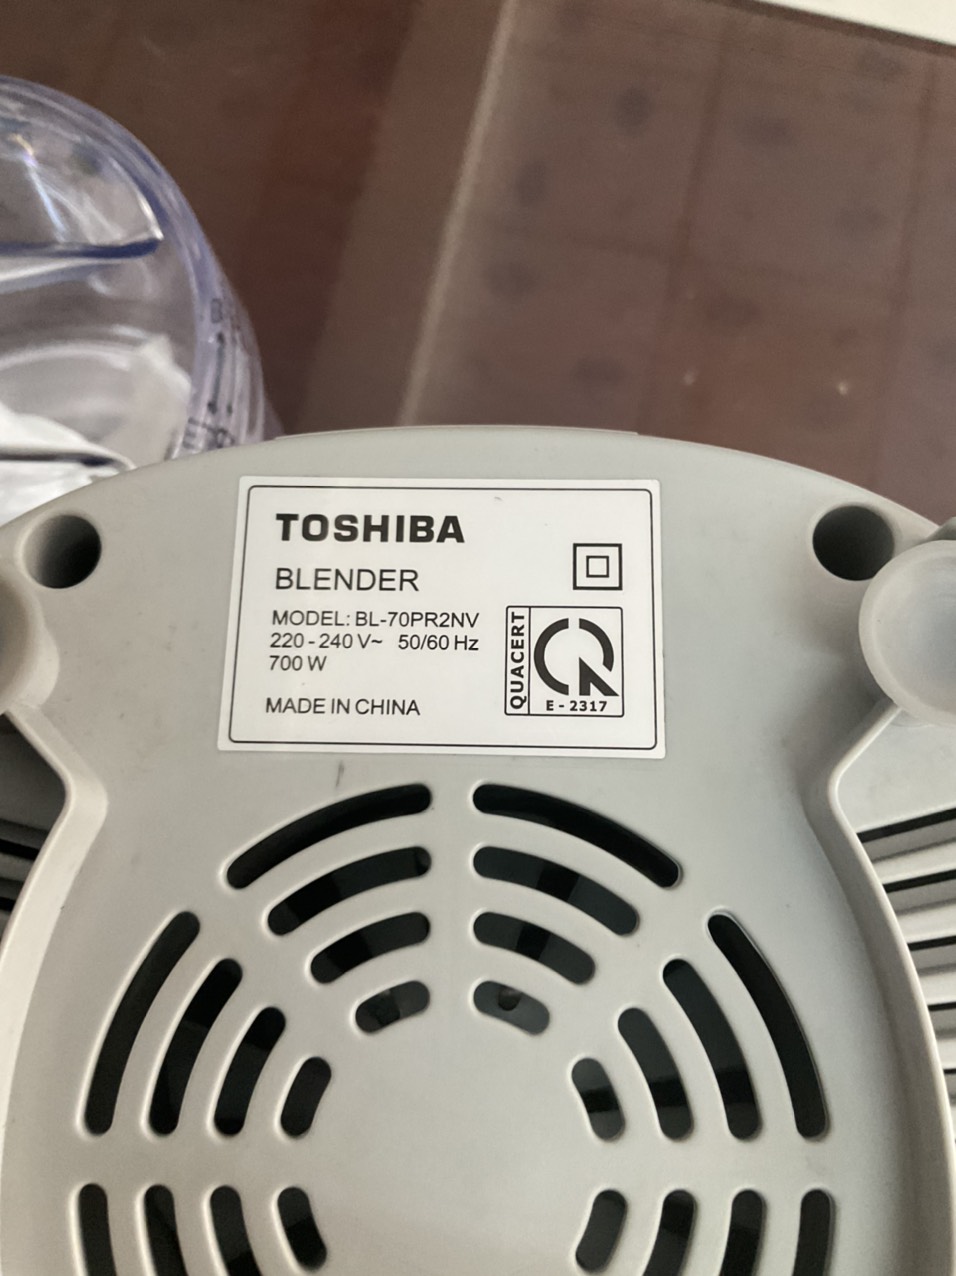 TOSHIBA
BLENDER
MODEL: BL-70PR2NV
220-240 V~ 50/60 Hz
700 W
MADE IN CHINA
QUACERT
E - 2317